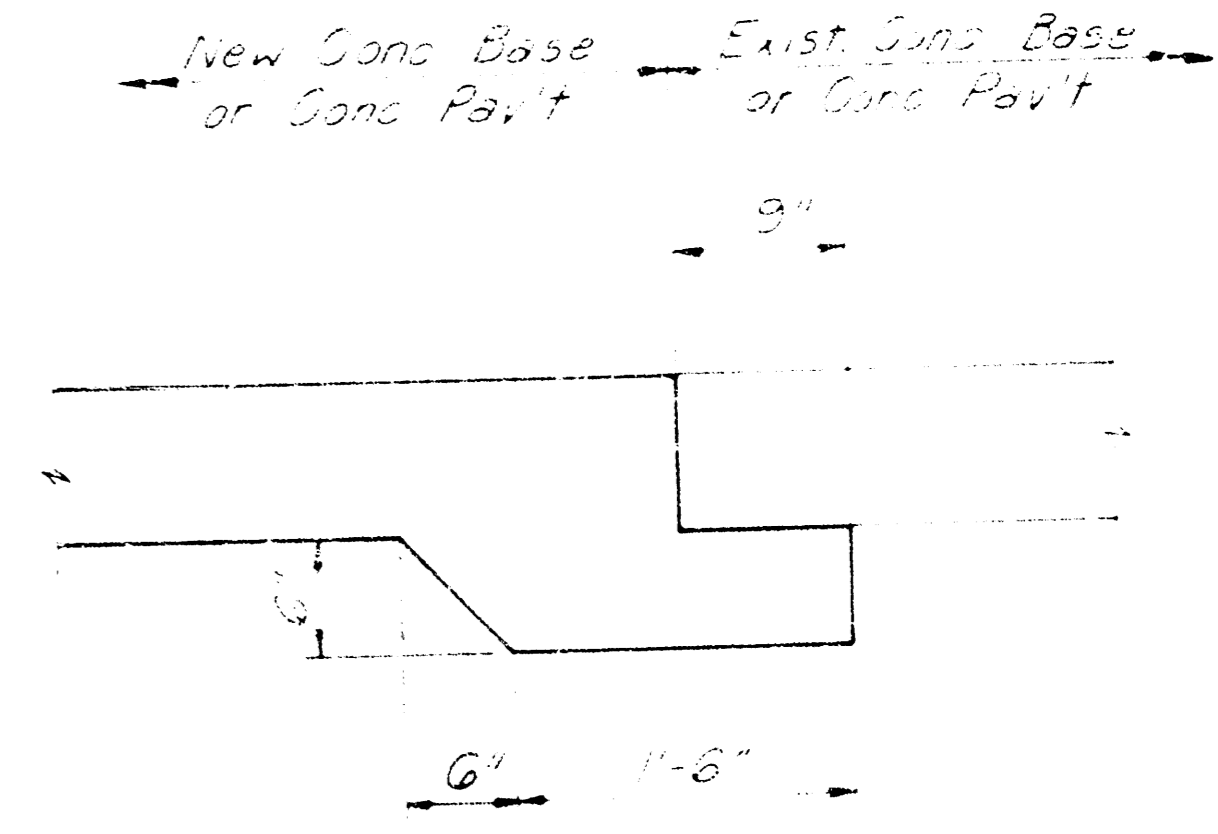 New Conc Base
or Conc Pav't
Exist. Conc Base
or Conc Pav't
9"
6"
6"
1'-6"